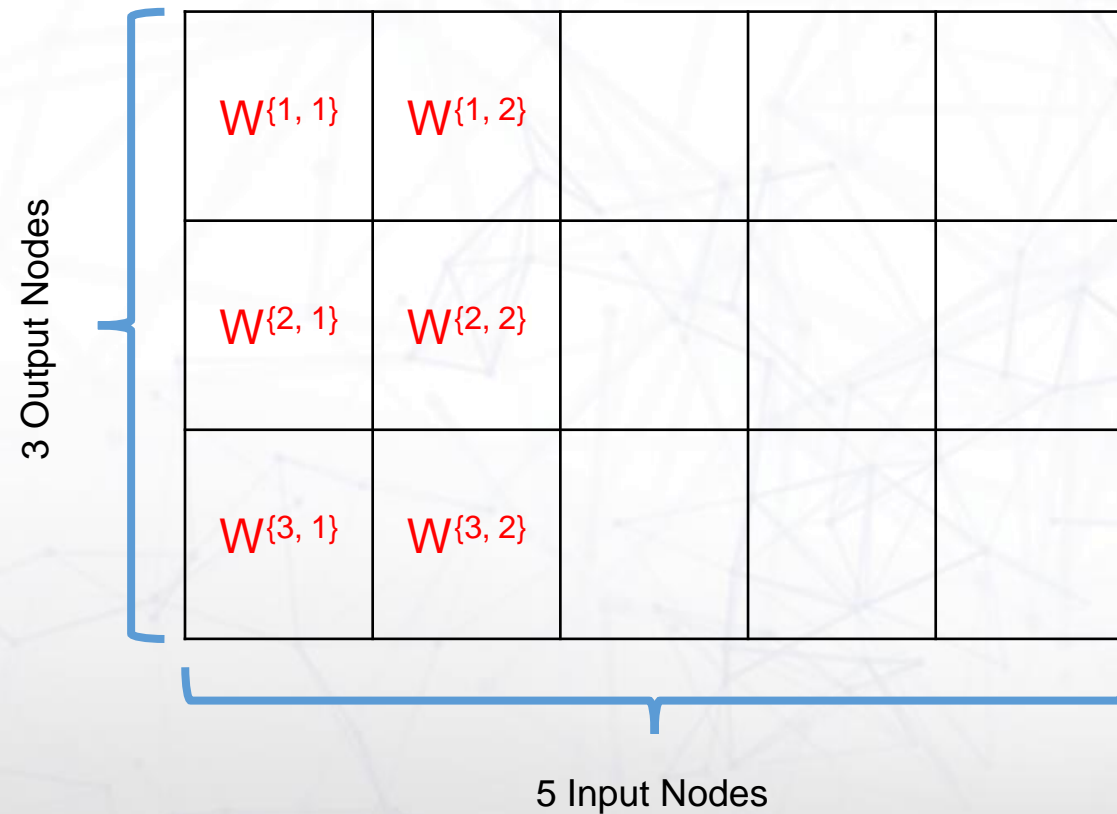 W{1, 1} W{1, 2}
3 Output Nodes
W{2, 1} W{2, 2}
W{3, 1} W{3, 2}
5 Input Nodes